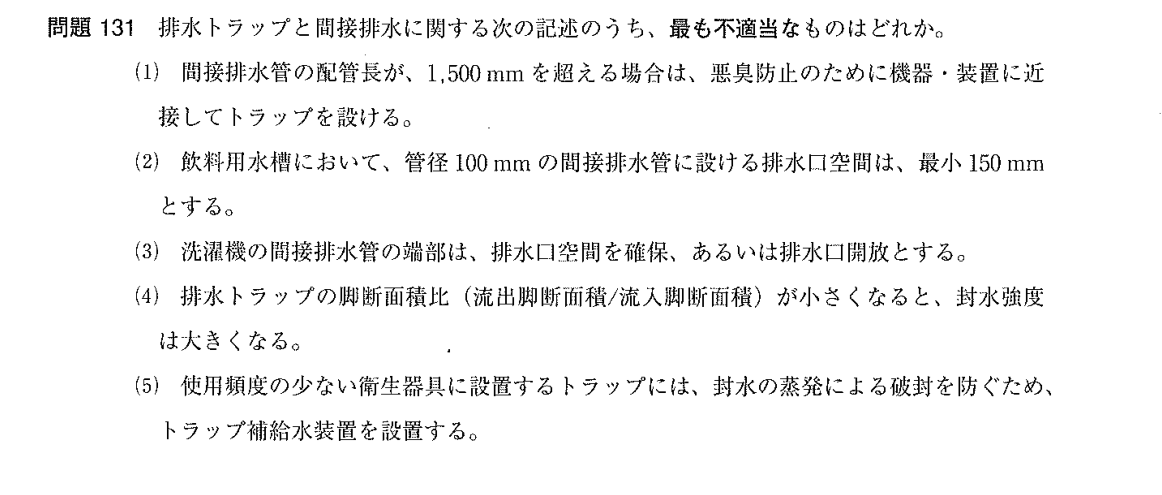 問題 131 排水トラップと間接排水に関する次の記述のうち、最も不適当なものはどれか。
(1) 間接排水管の配管長が、1,500 mm を超える場合は、悪臭防止のために機器・装置に近
接してトラップを設ける。
(2) 飲料用水槽において、管径 100 mm の間接排水管に設ける排水口空間は、最小 150 mm
とする。
(3) 洗濯機の間接排水管の端部は、排水口空間を確保、あるいは排水口開放とする。
(4) 排水トラップの脚断面積比（流出脚断面積/流入脚断面積）が小さくなると、封水強度
は大きくなる。
(5) 使用頻度の少ない衛生器具に設置するトラップには、封水の蒸発による破封を防ぐため、
トラップ補給水装置を設置する。